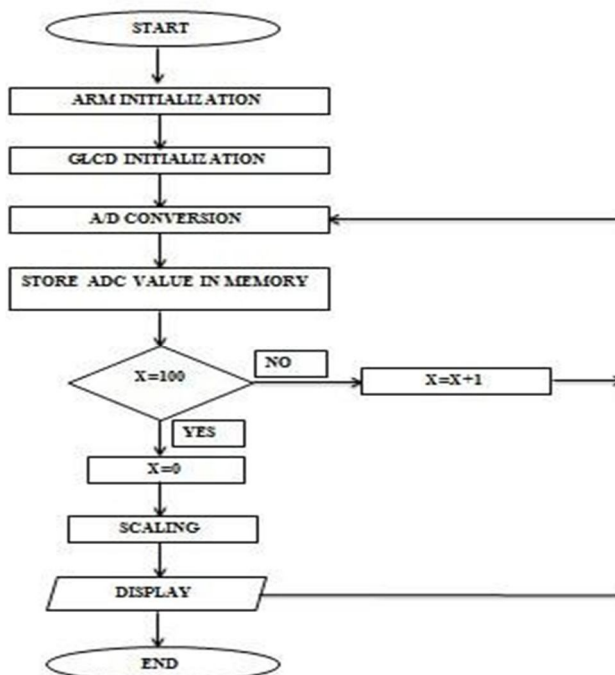 START
ARM INITIALIZATION
GLCD INITIALIZATION
A/D CONVERSION
STORE ADC VALUE IN MEMORY
X=100
NO
X=X+1
YES
X=0
SCALING
DISPLAY
END